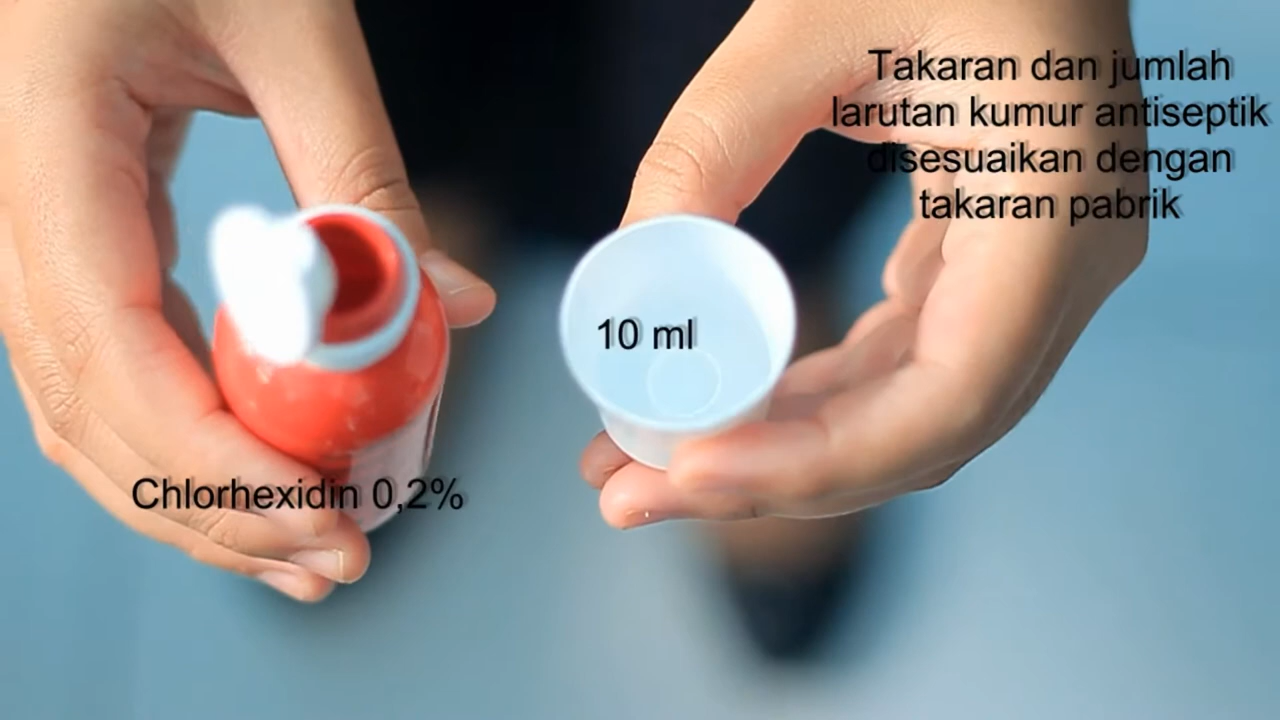 Takaran dan jumlah
larutan kumur antiseptik
disesuaikan dengan
takaran pabrik
10 ml
Chlorhexidin 0,2%